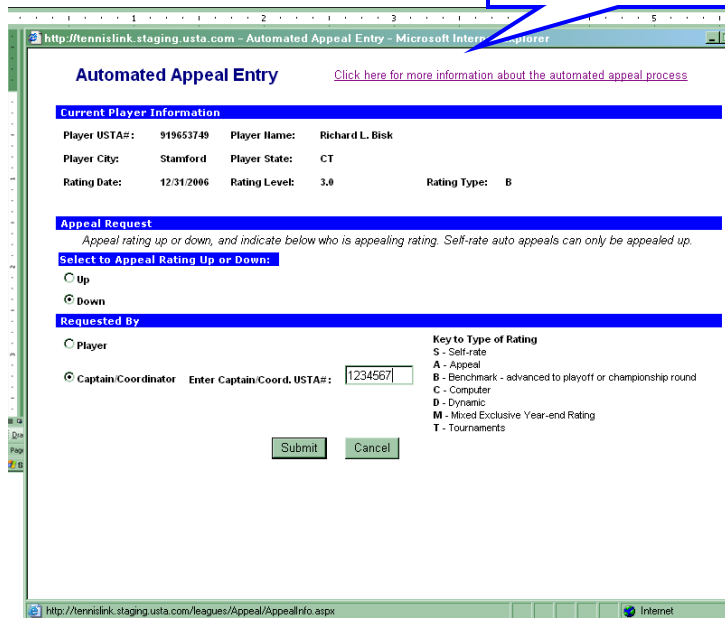 1 3 5
http://tennislink.staging.usta.com - Automated Appeal Entry - Microsoft Internet Explorer
Automated Appeal Entry Click here for more information about the automated appeal process
Current Player Information
Player USTA#: 919653749 Player Name: Richard L. Bisk
Player City: Stamford Player State: CT
Rating Date: 12/31/2006 Rating Level: 3.0 Rating Type: B
Appeal Request
Appeal rating up or down, and indicate below who is appealing rating. Self-rate auto appeals can only be appealed up.
Select to Appeal Rating Up or Down:
Up
Down
Requested By
Player
Captain/Coordinator Enter Captain/Coord. USTA#: 1234567
Key to Type of Rating
S - Self-rate
A - Appeal
B - Benchmark - advanced to playoff or championship round
C - Computer
D - Dynamic
M - Mixed Exclusive Year-end Rating
T - Tournaments
Submit Cancel
Dra
Pag
http://tennislink.staging.usta.com/leagues/Appeal/AppealInfo.aspx Internet